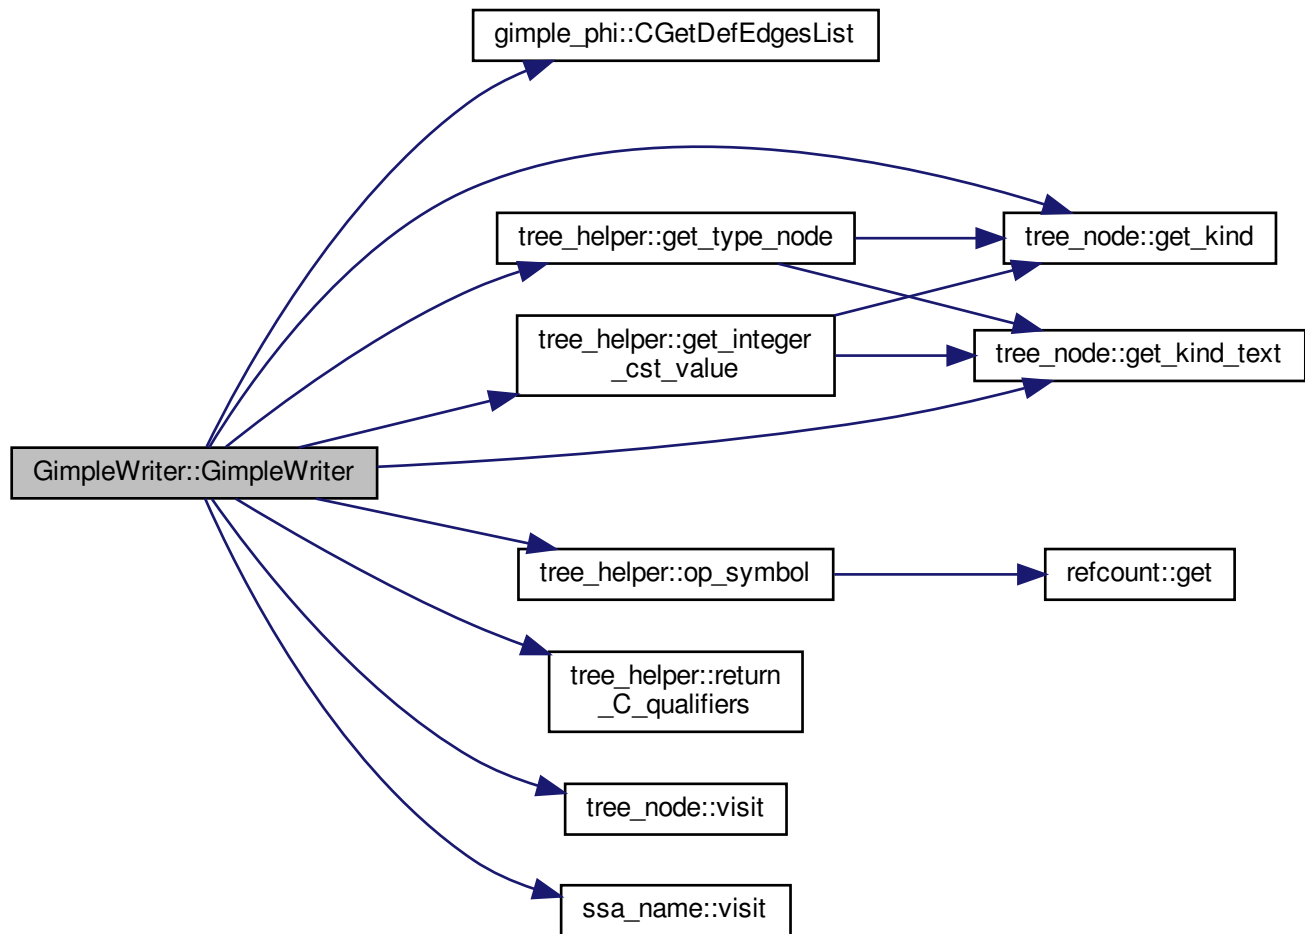 gimple_phi::CGetDefEdgesList
tree_helper::get_type_node
tree_node::get_kind
tree_helper::get_integer
_cst_value
tree_node::get_kind_text
GimpleWriter::GimpleWriter
tree_helper::op_symbol
refcount::get
tree_helper::return
_C_qualifiers
tree_node::visit
ssa_name::visit